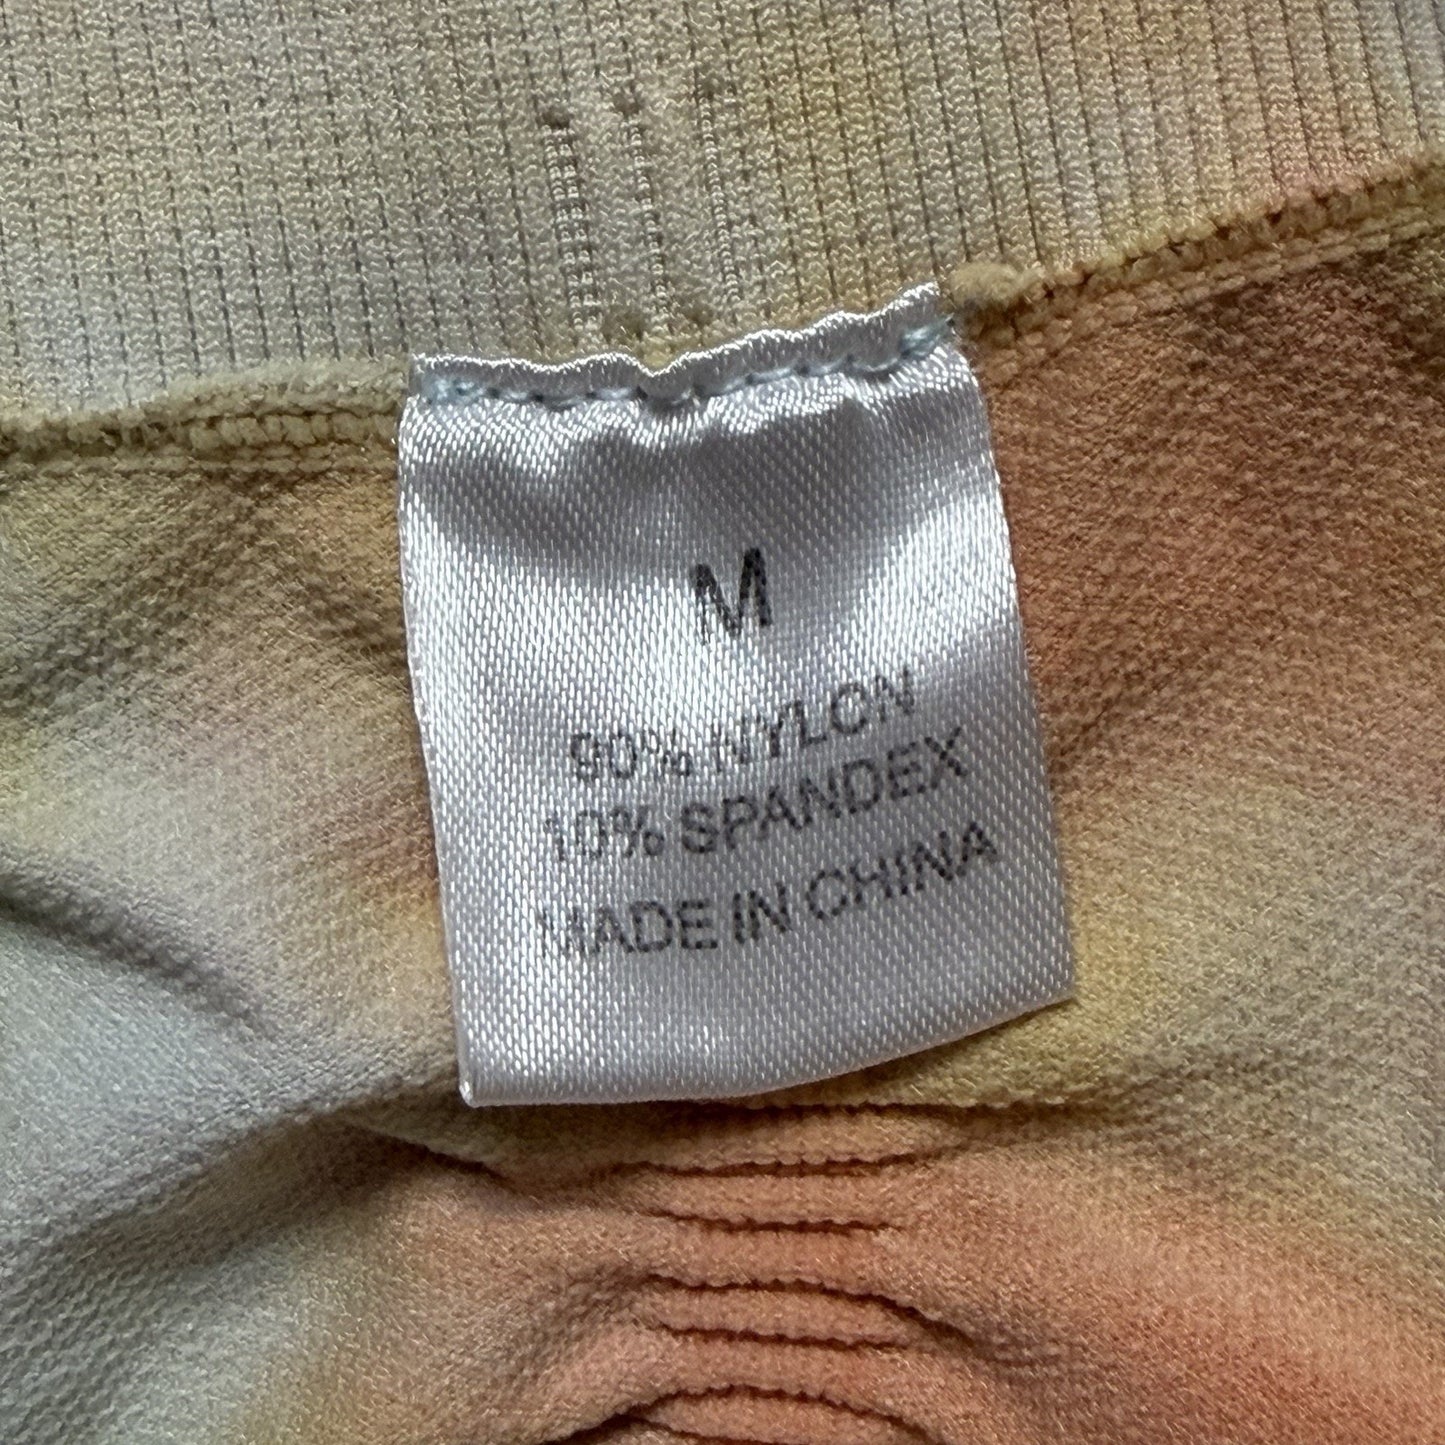 M
90% NYLON
10% SPANDEX
MADE IN CHINA